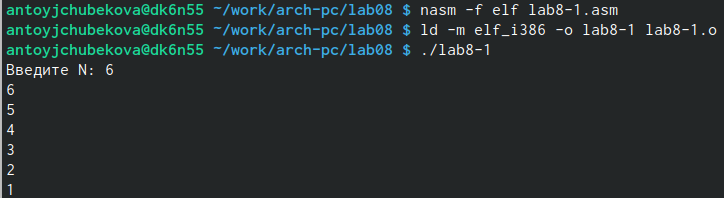 antoyjchubekova@dk6n55 ~/work/arch-pc/lab08 $ nasm -f elf lab8-1.asm
antoyjchubekova@dk6n55 ~/work/arch-pc/lab08 $ ld -m elf_i386 -o lab8-1 lab8-1.o
antoyjchubekova@dk6n55 ~/work/arch-pc/lab08 $ ./lab8-1
Введите N: 6
6
5
4
3
2
1